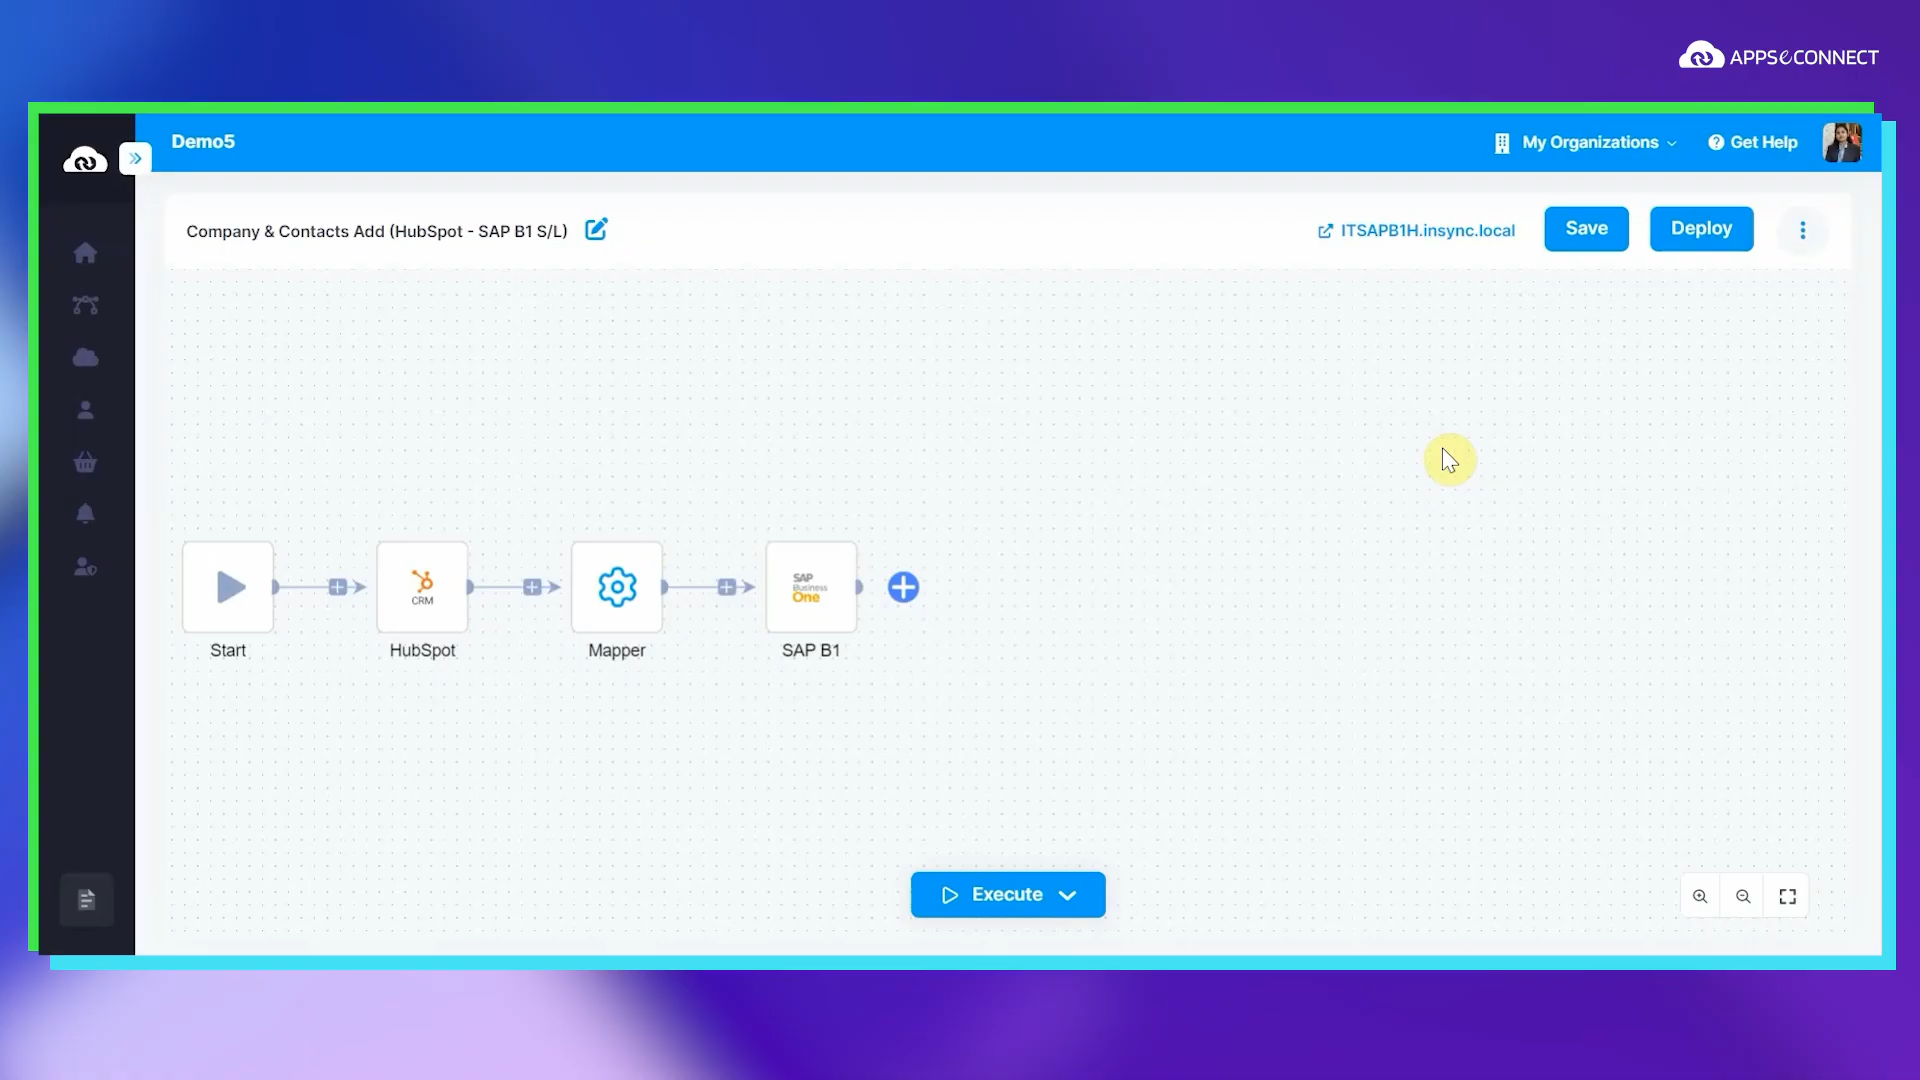 APPSeCONNECT
Demo5
My Organizations
Get Help
Company & Contacts Add (HubSpot - SAP B1 S/L)
ITSAPB1H.insync.local
Save
Deploy
CRM
SAP
Business
One
Start
HubSpot
Mapper
SAP B1
Execute